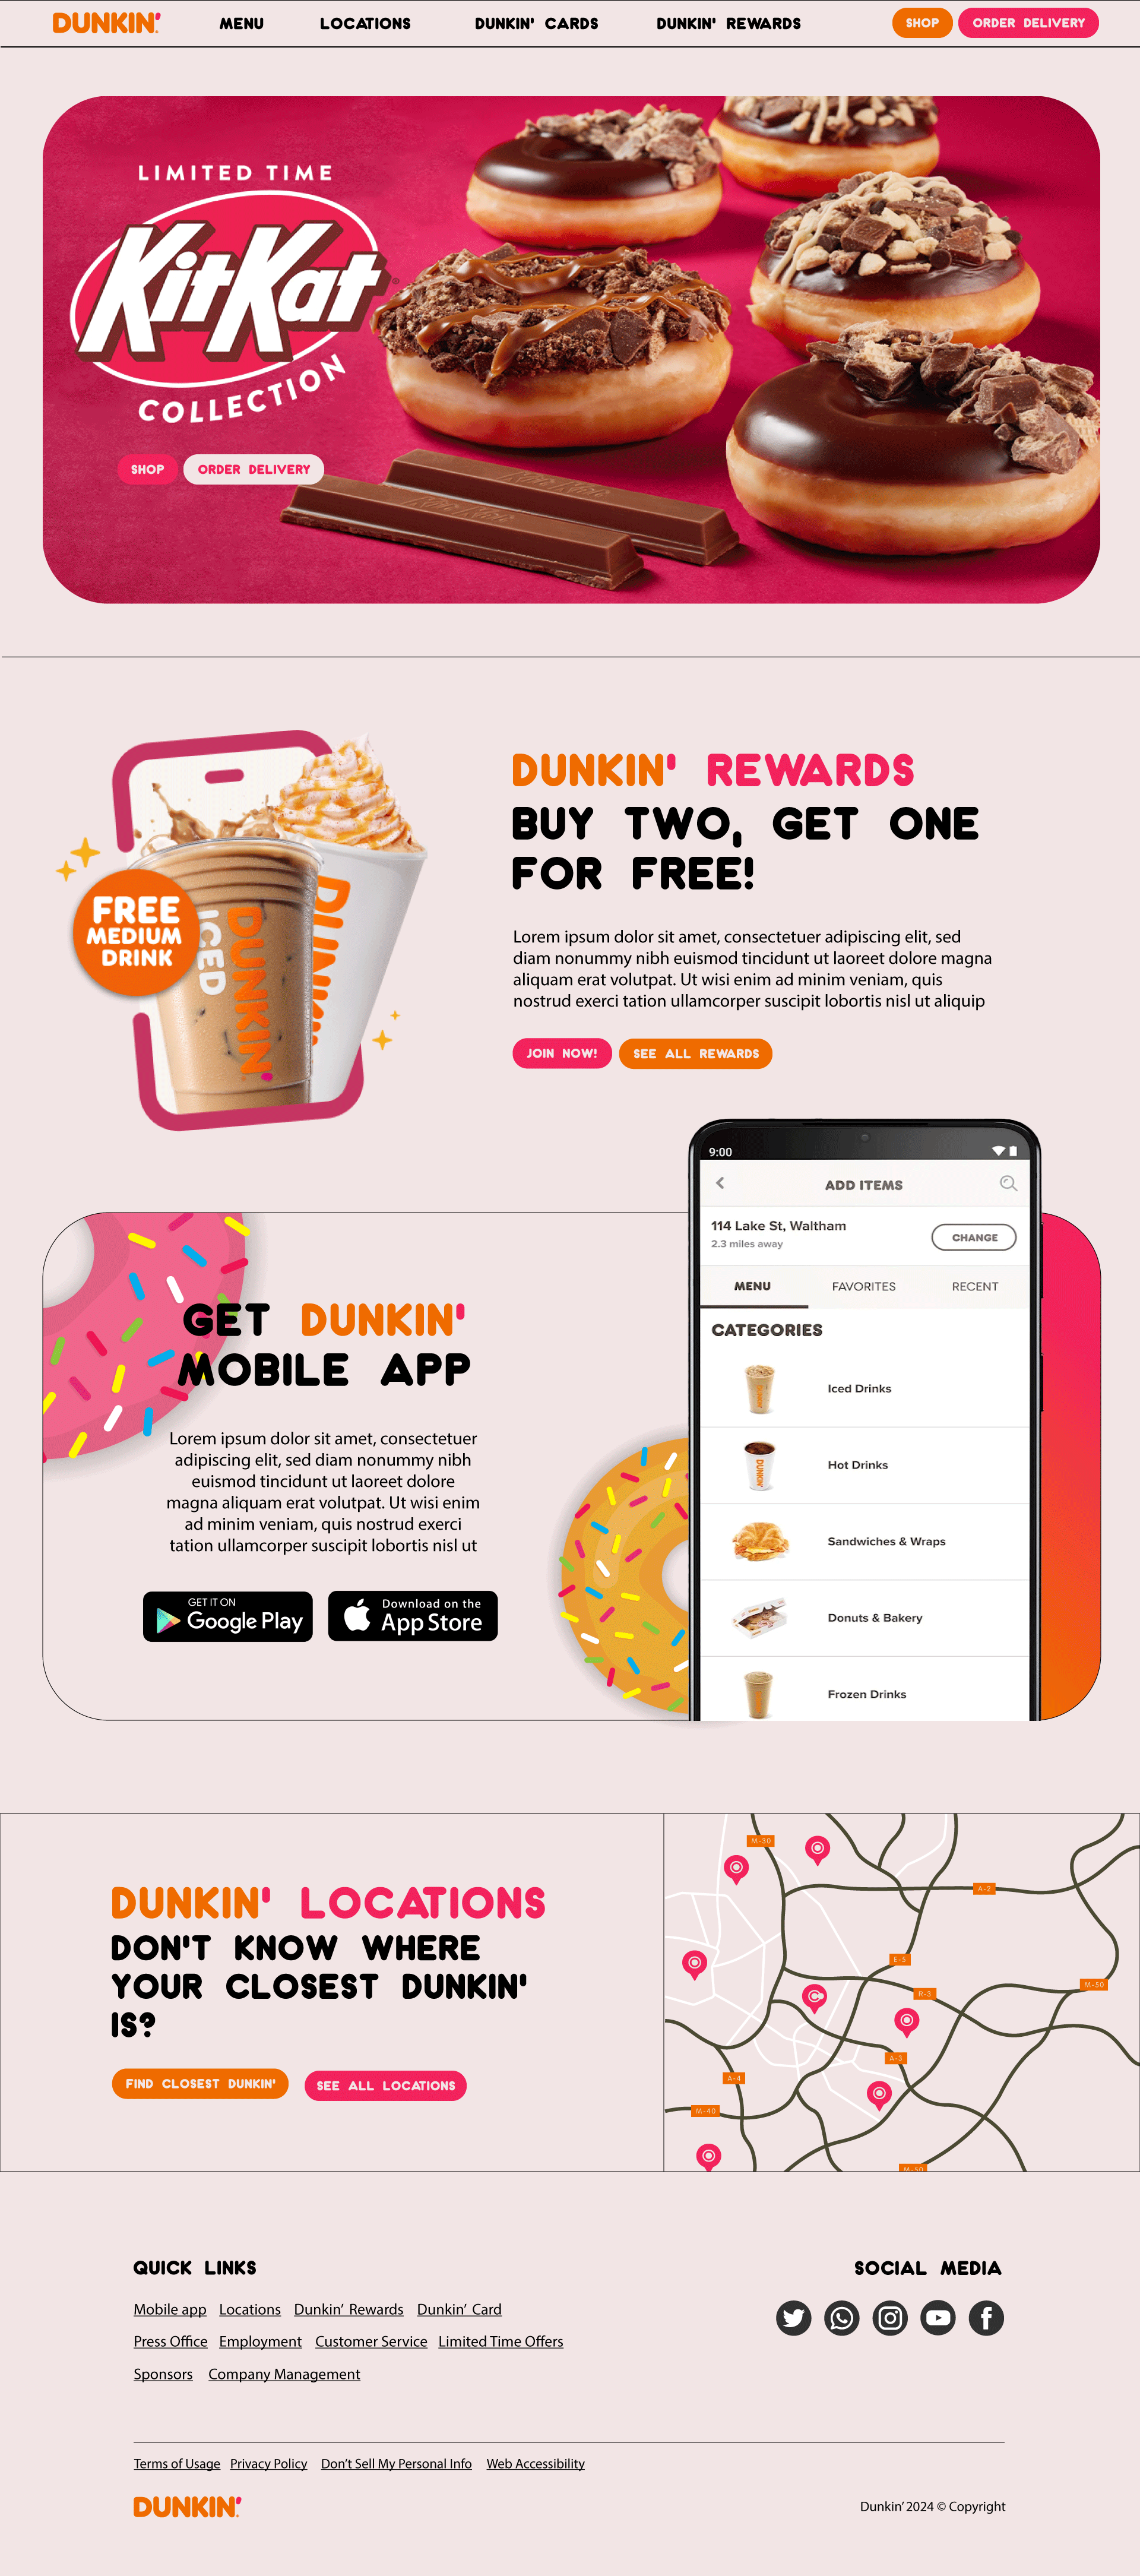 DUNKIN'
MENU
LOCATIONS
DUNKIN' CARDS
DUNKIN' REWARDS
SHOP
ORDER DELIVERY
LIMITED TIME
KitKat
COLLECTION
SHOP
ORDER DELIVERY
FREE
MEDIUM
DRINK
ICED
DUNKIN'
DUNKIN'
DUNKIN' REWARDS
BUY TWO, GET ONE
FOR FREE!
Lorem ipsum dolor sit amet, consectetuer adipiscing elit, sed
diam nonummy nibh euismod tincidunt ut laoreet dolore magna
aliquam erat volutpat. Ut wisi enim ad minim veniam, quis
nostrud exerci tation ullamcorper suscipit lobortis nisl ut aliquip
JOIN NOW!
SEE ALL REWARDS
GET DUNKIN'
MOBILE APP
Lorem ipsum dolor sit amet, consectetuer
adipiscing elit, sed diam nonummy nibh
euismod tincidunt ut laoreet dolore
magna aliquam erat volutpat. Ut wisi enim
ad minim veniam, quis nostrud exerci
tation ullamcorper suscipit lobortis nisl ut
GET IT ON
Google Play
Download on the
App Store
9:00
ADD ITEMS
114 Lake St, Waltham
2.3 miles away
CHANGE
MENU
FAVORITES
RECENT
CATEGORIES
Iced Drinks
DUNKIN'
Hot Drinks
Sandwiches & Wraps
Donuts & Bakery
Frozen Drinks
DUNKIN' LOCATIONS
DON'T KNOW WHERE
YOUR CLOSEST DUNKIN'
IS?
FIND CLOSEST DUNKIN'
SEE ALL LOCATIONS
M-30
A-2
E-5
M-50
R-3
A-3
A-4
M-40
M-50
QUICK LINKS
Mobile app Locations Dunkin' Rewards Dunkin' Card
Press Office Employment Customer Service Limited Time Offers
Sponsors Company Management
SOCIAL MEDIA
Terms of Usage Privacy Policy Don't Sell My Personal Info Web Accessibility
DUNKIN'
Dunkin' 2024 © Copyright